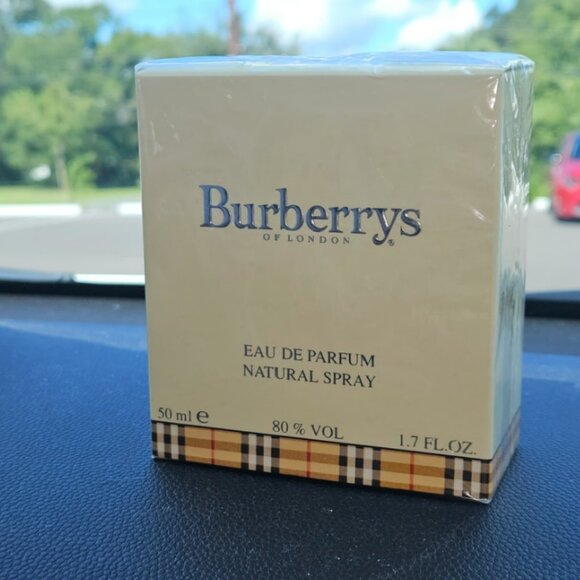 Burberrys®
OF LONDON
EAU DE PARFUM
NATURAL SPRAY
50 ml ℮
80 % VOL
1.7 FL.OZ.